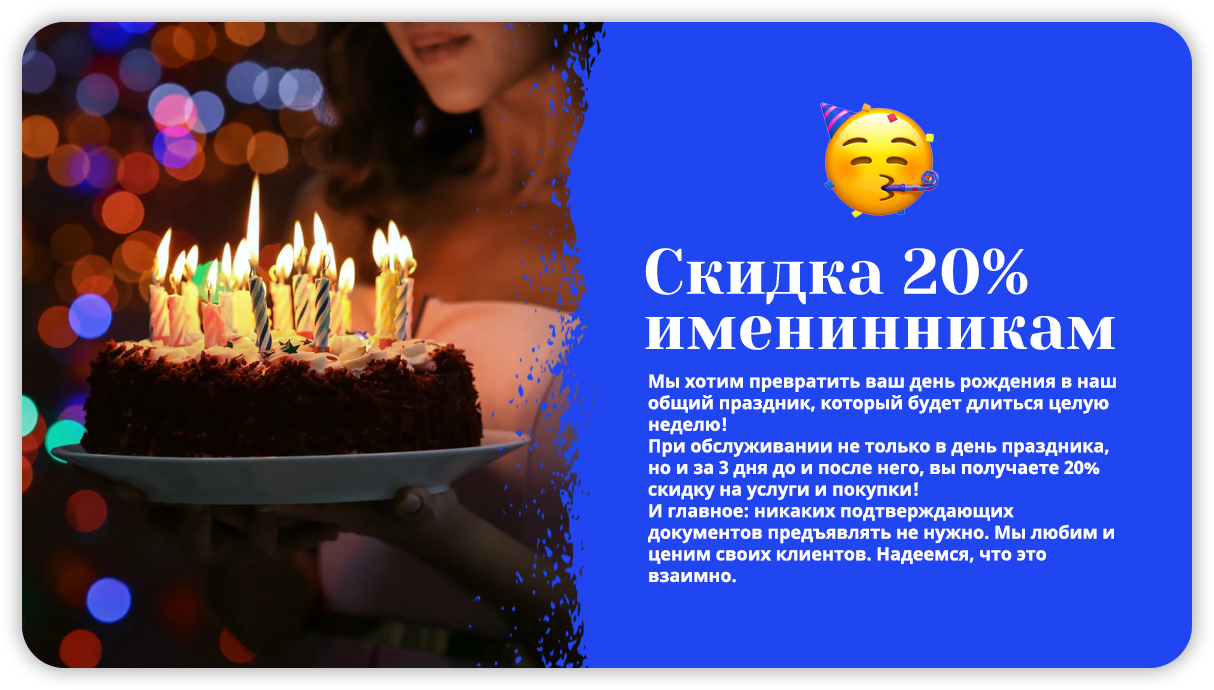 Скидка 20%
именинникам
Мы хотим превратить ваш день рождения в наш
общий праздник, который будет длиться целую
неделю!
При обслуживании не только в день праздника,
но и за 3 дня до и после него, вы получаете 20%
скидку на услуги и покупки!
И главное: никаких подтверждающих
документов предъявлять не нужно. Мы любим и
ценим своих клиентов. Надеемся, что это
взаимно.